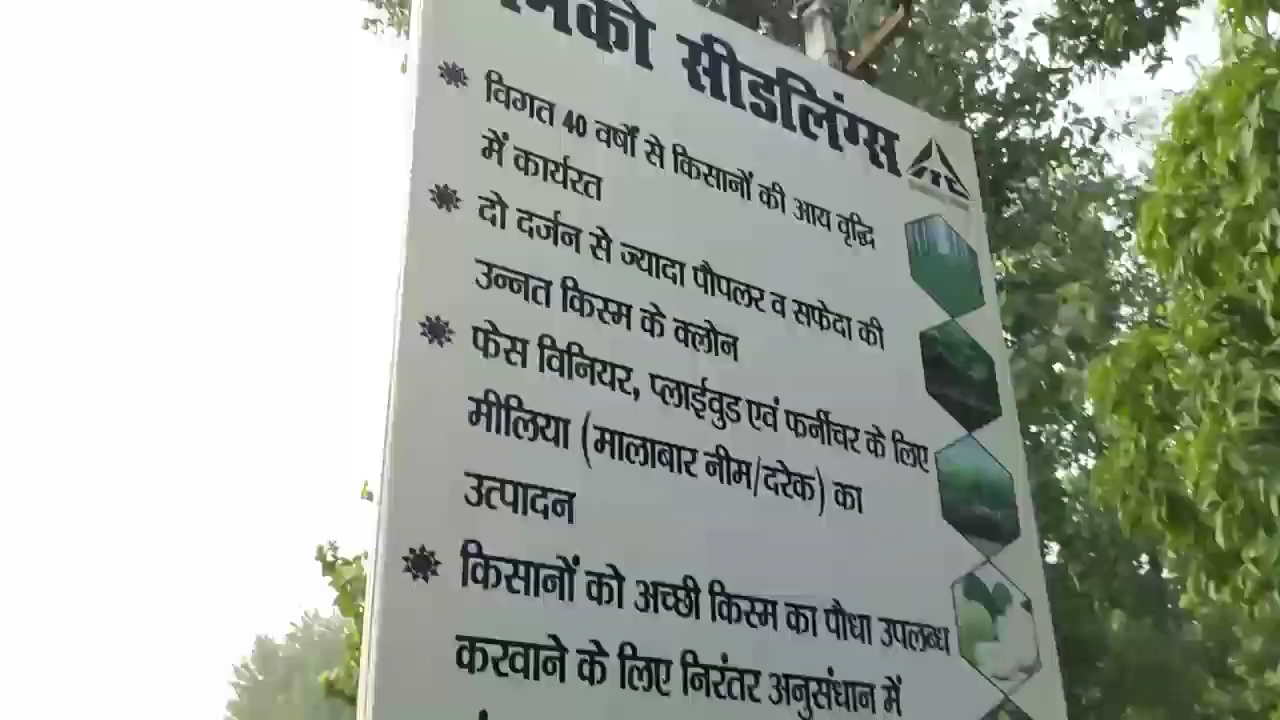 सीडलिंग्स
विगत 40 वर्षों से किसानों की आय वृद्धि
में कार्यरत
दो दर्जन से ज्यादा पौपलर व सफेदा की
उन्नत किस्म के क्लोन
फेस विनियर, प्लाईवुड एवं फर्नीचर के लिए
मीलिया (मालाबार नीम/दरेक) का
उत्पादन
किसानों को अच्छी किस्म का पौधा उपलब्ध
करवाने के लिए निरंतर अनुसंधान में